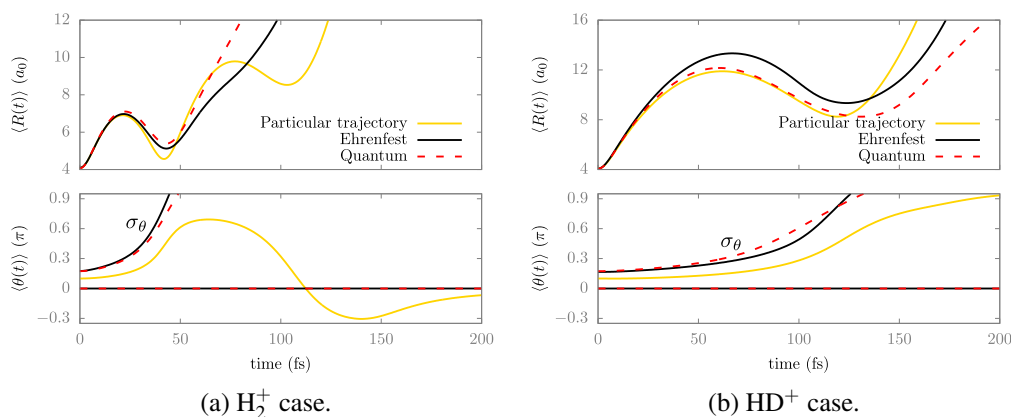 12
10
8
6
4
⟨R(t)⟩ (a₀)
Particular trajectory
Ehrenfest
Quantum
0.9
0.6
0.3
0
−0.3
⟨θ(t)⟩ (π)
σ_θ
0 50 100 150 200
time (fs)
(a) H₂⁺ case.
16
12
8
4
⟨R(t)⟩ (a₀)
Particular trajectory
Ehrenfest
Quantum
0.9
0.6
0.3
0
−0.3
⟨θ(t)⟩ (π)
σ_θ
0 50 100 150 200
time (fs)
(b) HD⁺ case.